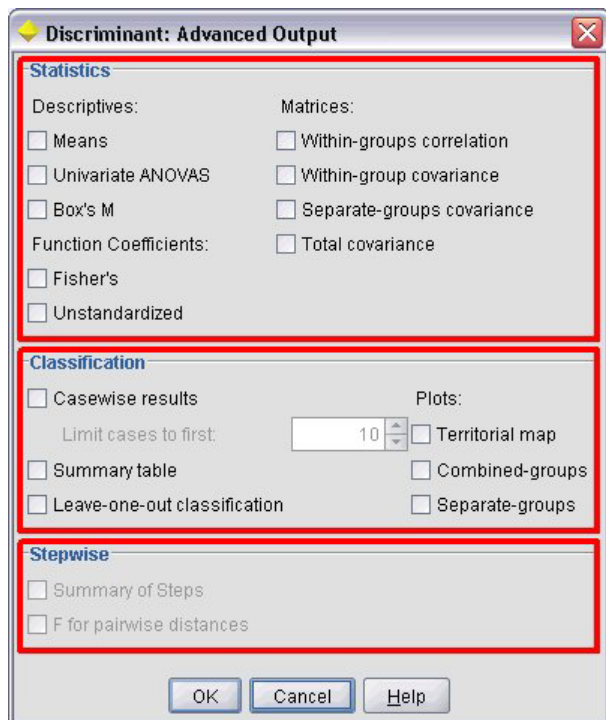 Discriminant: Advanced Output
Statistics
Descriptives:
Means
Univariate ANOVAS
Box's M
Function Coefficients:
Fisher's
Unstandardized
Matrices:
Within-groups correlation
Within-group covariance
Separate-groups covariance
Total covariance
Classification
Casewise results
Limit cases to first: 10
Summary table
Leave-one-out classification
Plots:
Territorial map
Combined-groups
Separate-groups
Stepwise
Summary of Steps
F for pairwise distances
OK Cancel Help